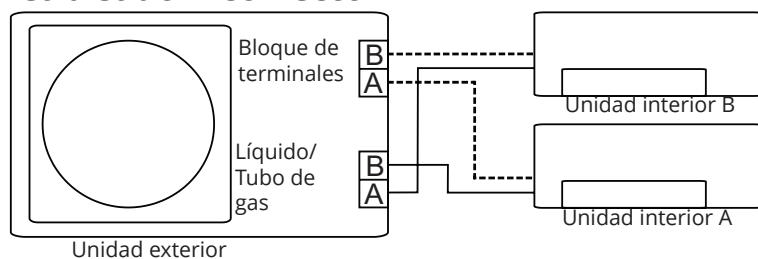 Bloque de
terminales
B
A
Líquido/
Tubo de
gas
B
A
Unidad exterior
Unidad interior B
Unidad interior A